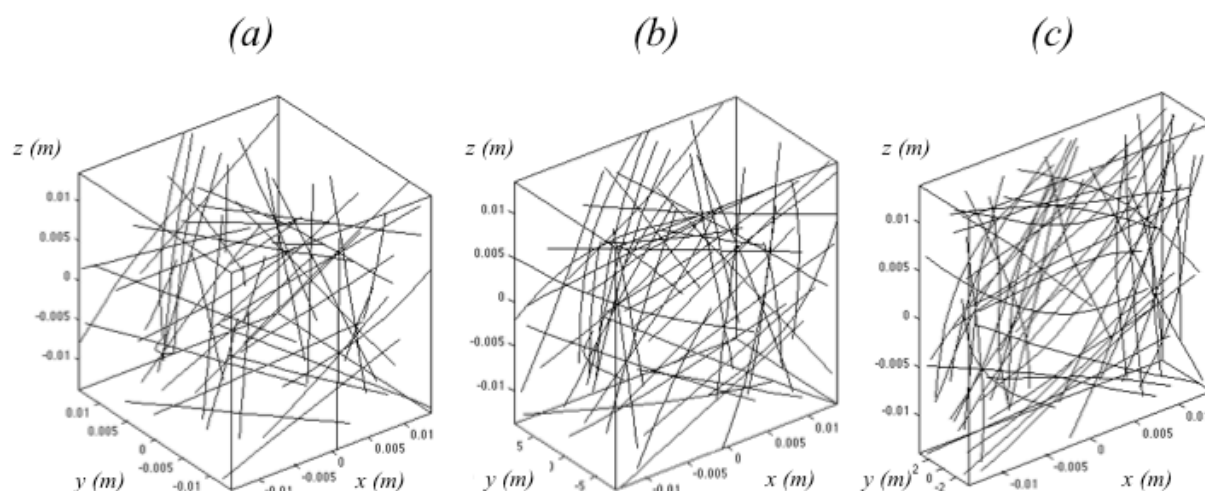 (a) (b) (c)
z (m) z (m) z (m)
0.01 0.01 0.01
0.005 0.005 0.005
0 0 0
-0.005 -0.005 -0.005
-0.01 -0.01 -0.01
0.01 0.005 0 -0.005 -0.01
-0.01 0 0.005 0.01
5 -5
-0.01 -0.005 0 0.005 0.01
2 0 -2
-0.01 -0.005 0 0.005 0.01
y (m) x (m) y (m) x (m) y (m) x (m)